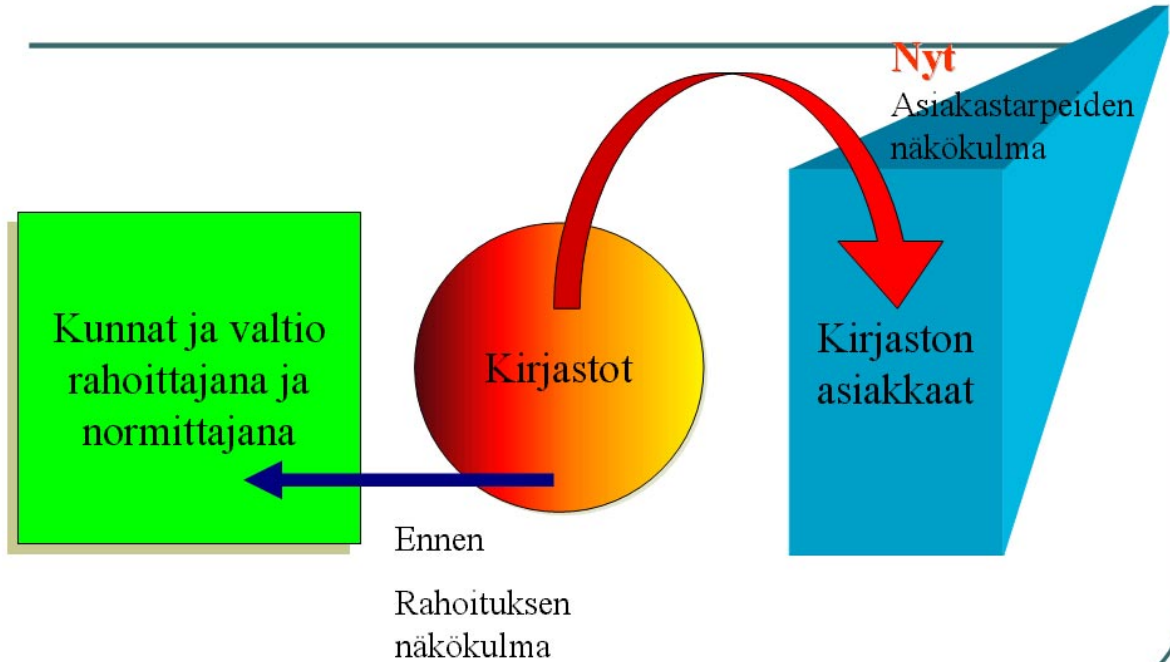 Nyt
Asiakastarpeiden
näkökulma
Kunnat ja valtio
rahoittajana ja
normittajana
Kirjastot
Kirjaston
asiakkaat
Ennen
Rahoituksen
näkökulma